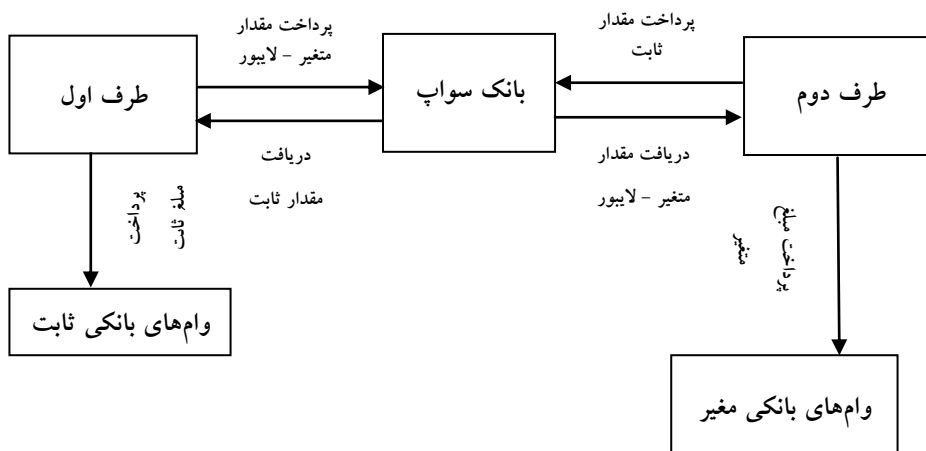 پرداخت مقدار
متغیر – لایبور
پرداخت مقدار
ثابت
طرف اول
بانک سواپ
طرف دوم
دریافت
مقدار ثابت
دریافت مقدار
متغیر – لایبور
پرداخت
مبلغ ثابت
پرداخت مبلغ
متغیر
وام‌های بانکی ثابت
وام‌های بانکی مغیر